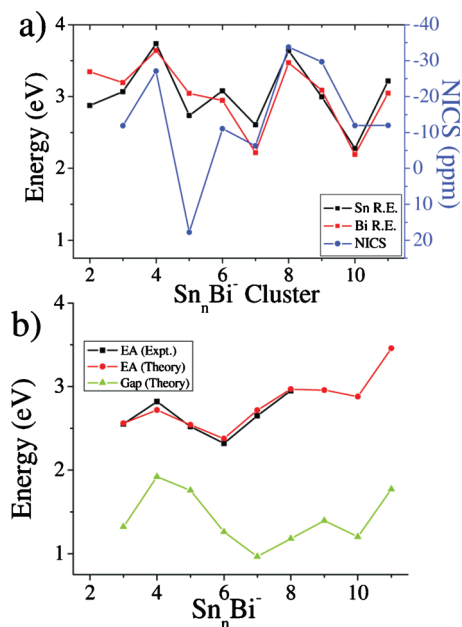 a)
4
3
2
1
Energy (eV)
-40
-30
-20
-10
0
10
20
NICS (ppm)
Sn R.E.
Bi R.E.
NICS
2 4 6 8 10
SnₙBi⁻ Cluster
b)
4
3
2
1
Energy (eV)
EA (Expt.)
EA (Theory)
Gap (Theory)
2 4 6 8 10
SnₙBi⁻